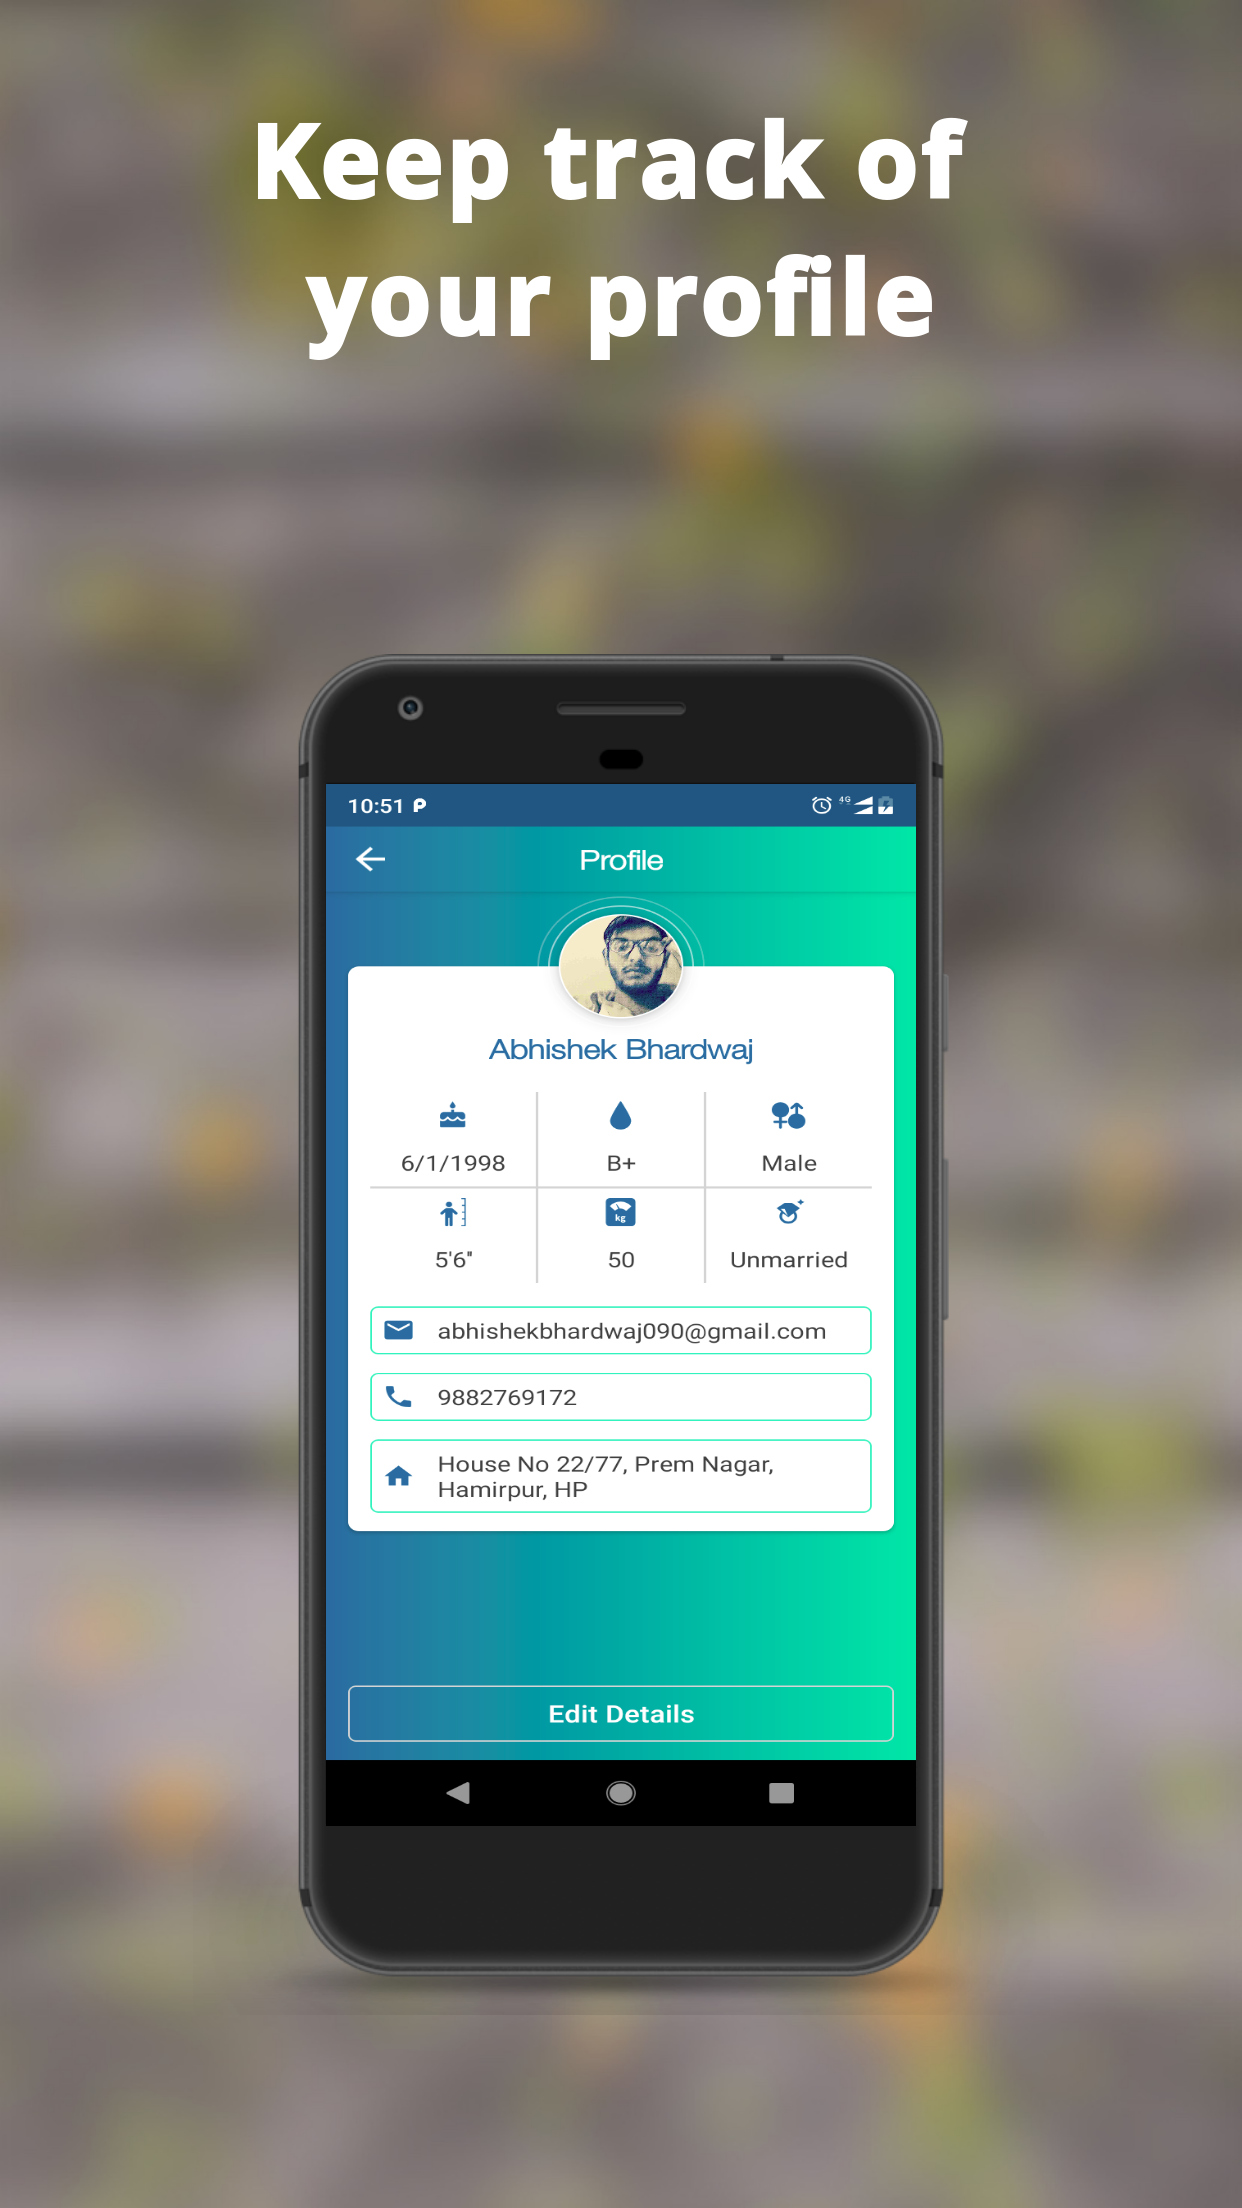 Keep track of
your profile
10:51
4G
Profile
Abhishek Bhardwaj
6/1/1998
B+
Male
kg
5'6"
50
Unmarried
abhishekbhardwaj090@gmail.com
9882769172
House No 22/77, Prem Nagar,
Hamirpur, HP
Edit Details